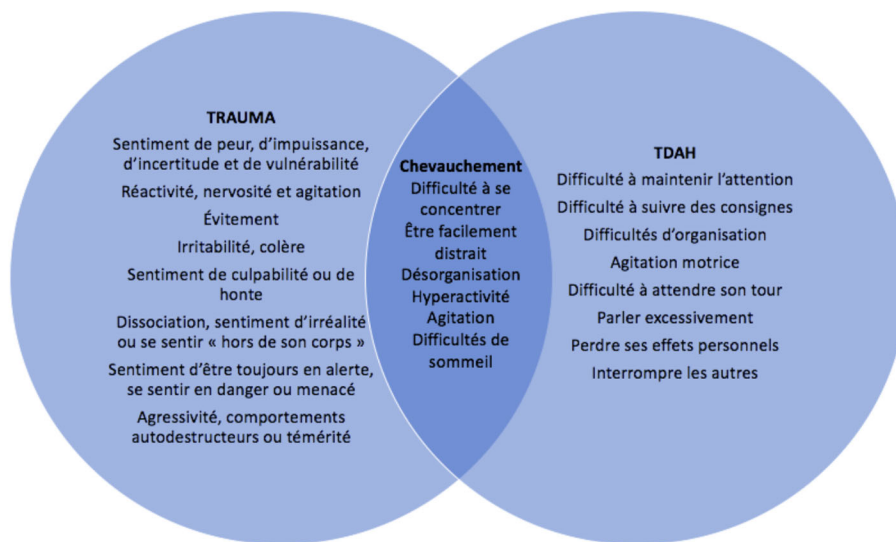 TRAUMA
Sentiment de peur, d'impuissance,
d'incertitude et de vulnérabilité
Réactivité, nervosité et agitation
Évitement
Irritabilité, colère
Sentiment de culpabilité ou de
honte
Dissociation, sentiment d'irréalité
ou se sentir « hors de son corps »
Sentiment d'être toujours en alerte,
se sentir en danger ou menacé
Agressivité, comportements
autodestructeurs ou témérité
Chevauchement
Difficulté à se
concentrer
Être facilement
distrait
Désorganisation
Hyperactivité
Agitation
Difficultés de
sommeil
TDAH
Difficulté à maintenir l'attention
Difficulté à suivre des consignes
Difficultés d'organisation
Agitation motrice
Difficulté à attendre son tour
Parler excessivement
Perdre ses effets personnels
Interrompre les autres